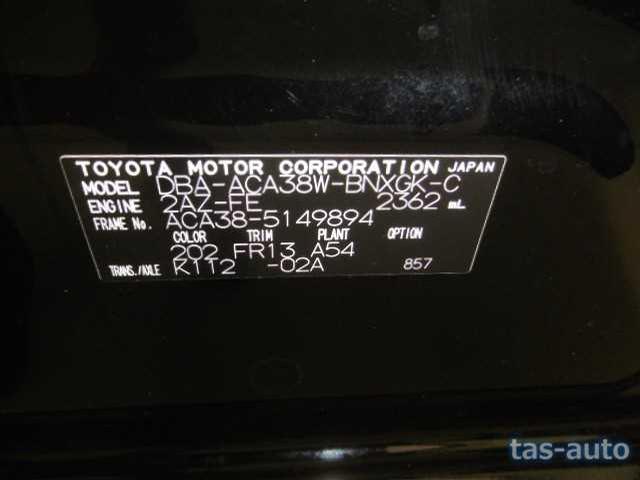 TOYOTA MOTOR CORPORATION JAPAN
MODEL DBA-ACA38W-BNXGK-C
ENGINE 2AZ-FE 2362 mL
FRAME No. ACA38-5149894
COLOR TRIM PLANT OPTION
202 FR13 A54
TRANS./AXLE K112 -02A 857
tas-auto